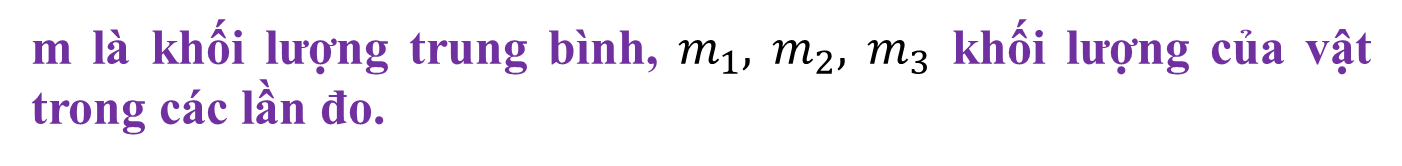 m là khối lượng trung bình, 𝑚₁, 𝑚₂, 𝑚₃ khối lượng của vật
trong các lần đo.